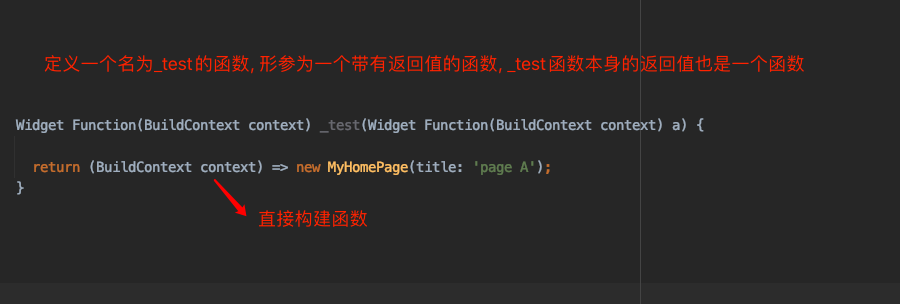 定义一个名为_test的函数, 形参为一个带有返回值的函数, _test函数本身的返回值也是一个函数
Widget Function(BuildContext context) _test(Widget Function(BuildContext context) a) {
return (BuildContext context) => new MyHomePage(title: 'page A');
}
直接构建函数